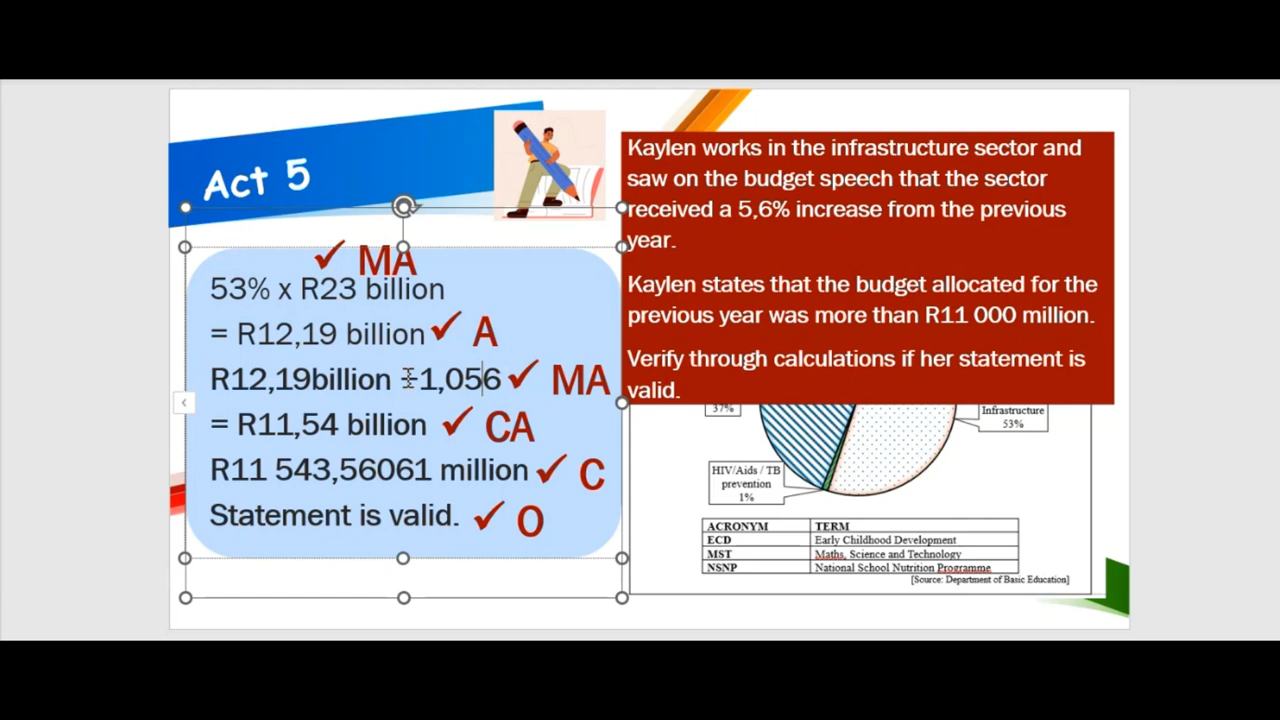 Act 5
✓ MA
53% x R23 billion
= R12,19 billion ✓ A
R12,19billion ÷1,056 ✓ MA
= R11,54 billion ✓ CA
R11 543,56061 million ✓ C
Statement is valid. ✓ O
Kaylen works in the infrastructure sector and
saw on the budget speech that the sector
received a 5,6% increase from the previous
year.
Kaylen states that the budget allocated for the
previous year was more than R11 000 million.
Verify through calculations if her statement is
valid.
37%
Infrastructure
53%
HIV/Aids / TB
prevention
1%
ACRONYM TERM
ECD Early Childhood Development
MST Maths, Science and Technology
NSNP National School Nutrition Programme
[Source: Department of Basic Education]